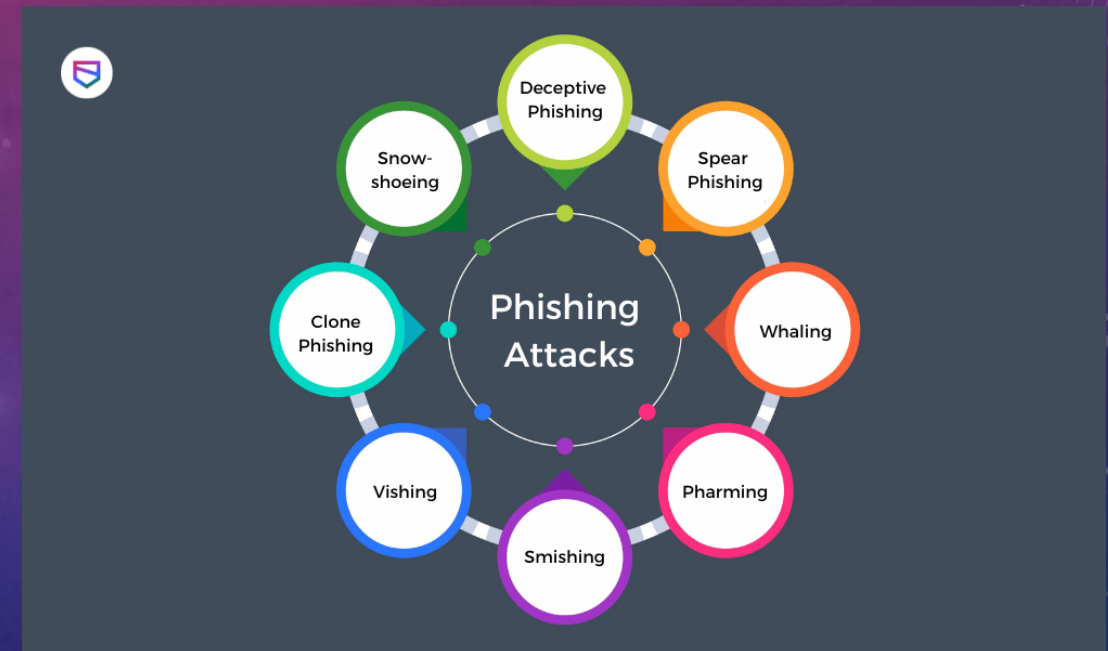 Phishing
Attacks
Deceptive
Phishing
Spear
Phishing
Whaling
Pharming
Smishing
Vishing
Clone
Phishing
Snow-
shoeing